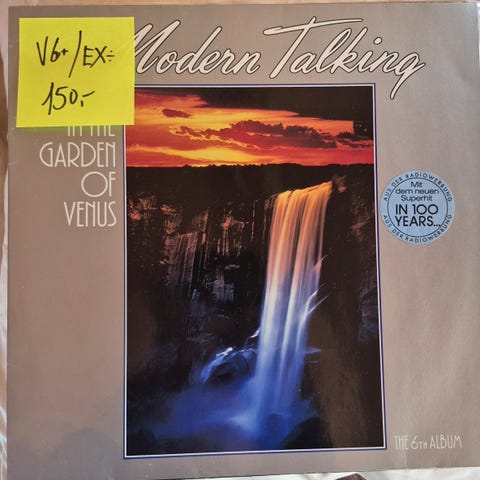 V6+/EX÷
150,-
Modern Talking
IN THE
GARDEN
OF
VENUS
AUS DER RADIOWERBUNG
Mit
dem neuen
Superhit
IN 100
YEARS...
AUS DER RADIOWERBUNG
THE 6TH ALBUM